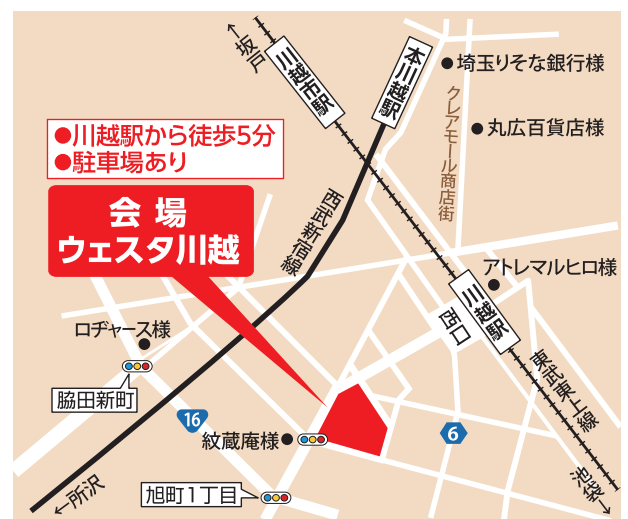 ←坂戸
川越市駅
本川越駅
●埼玉りそな銀行様
クレアモール商店街
●丸広百貨店様
●川越駅から徒歩5分
●駐車場あり
会場
ウェスタ川越
西武新宿線
アトレマルヒロ様
川越駅
西口
ロヂャース様
脇田新町
16
東武東上線
紋蔵庵様
6
←所沢
旭町1丁目
池袋→